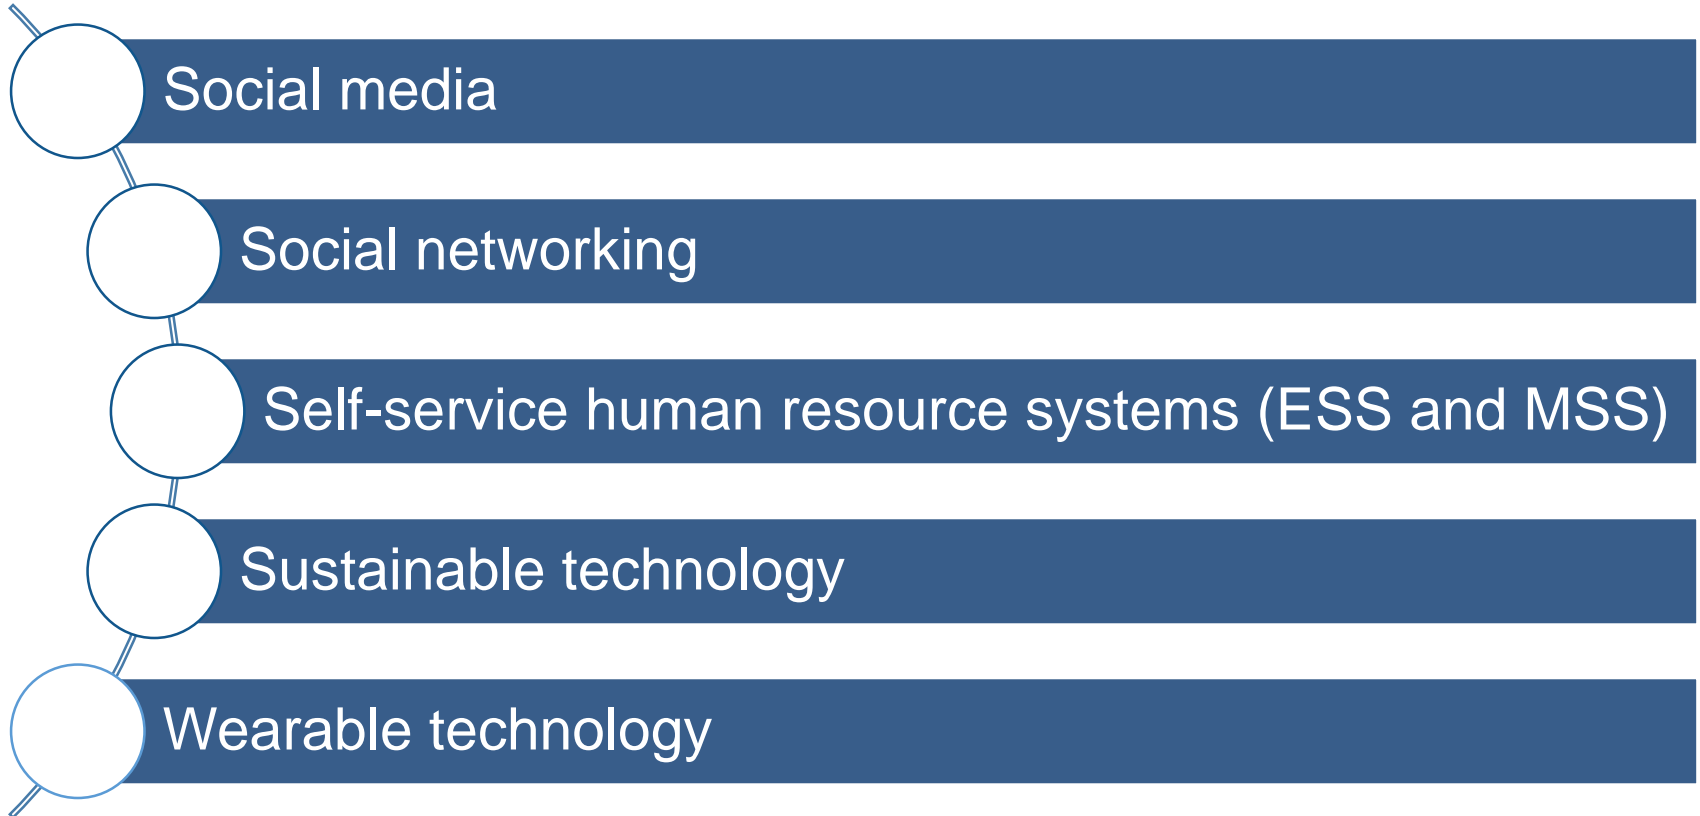 Social media
Social networking
Self-service human resource systems (ESS and MSS)
Sustainable technology
Wearable technology